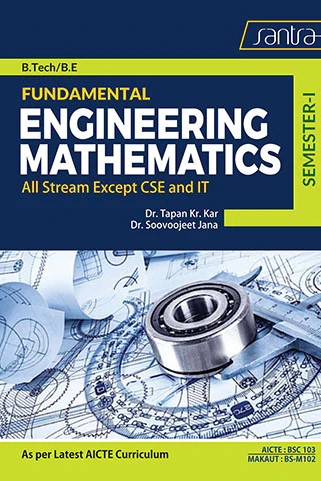 santra
B.Tech/B.E
FUNDAMENTAL
ENGINEERING
MATHEMATICS
All Stream Except CSE and IT
SEMESTER-I
Dr. Tapan Kr. Kar
Dr. Soovoojeet Jana
As per Latest AICTE Curriculum
AICTE : BSC 103
MAKAUT : BS-M102